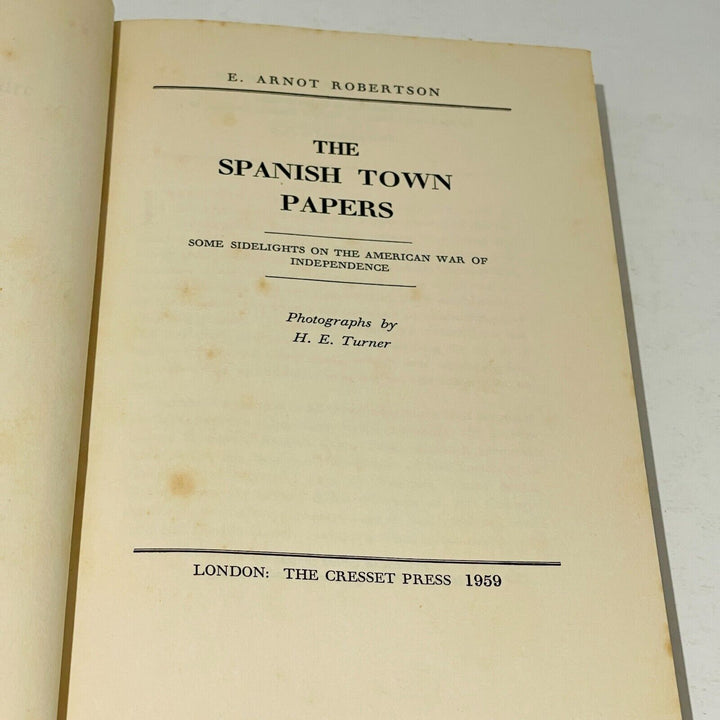 E. ARNOT ROBERTSON
THE
SPANISH TOWN
PAPERS
SOME SIDELIGHTS ON THE AMERICAN WAR OF
INDEPENDENCE
Photographs by
H. E. Turner
LONDON: THE CRESSET PRESS 1959